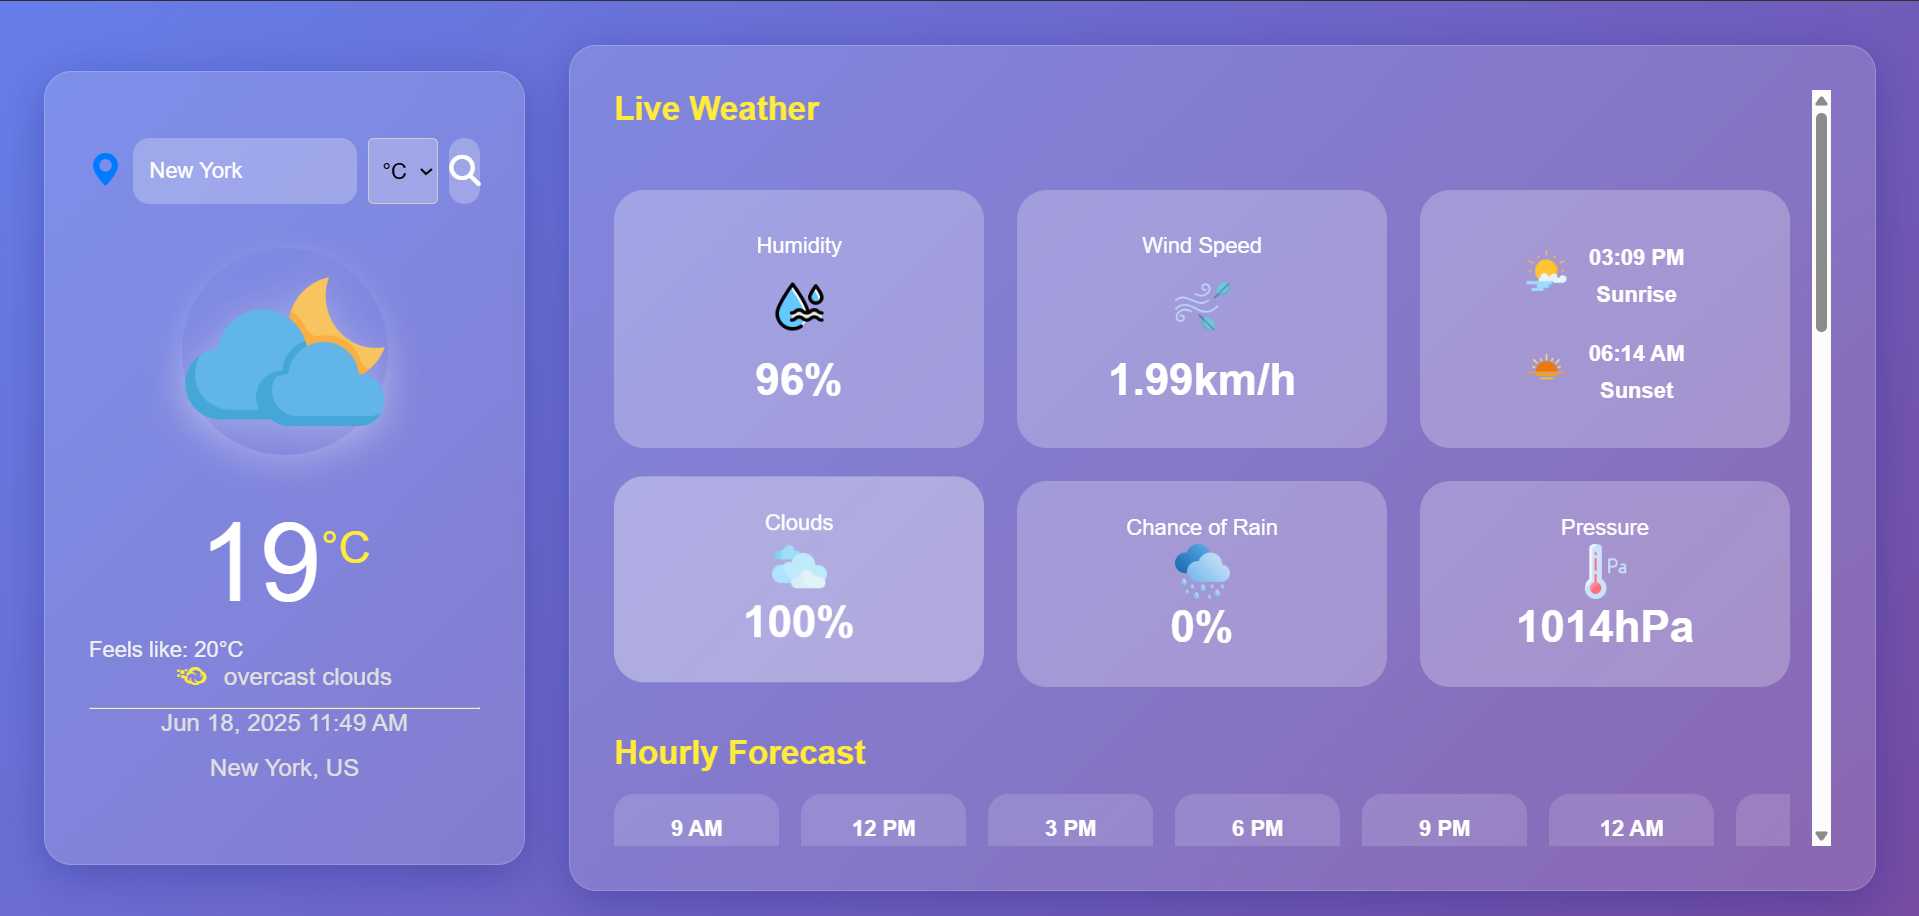 New York
°C
19°C
Feels like: 20°C
overcast clouds
Jun 18, 2025 11:49 AM
New York, US
Live Weather
Humidity
96%
Wind Speed
1.99km/h
03:09 PM
Sunrise
06:14 AM
Sunset
Clouds
100%
Chance of Rain
0%
Pressure
Pa
1014hPa
Hourly Forecast
9 AM
12 PM
3 PM
6 PM
9 PM
12 AM